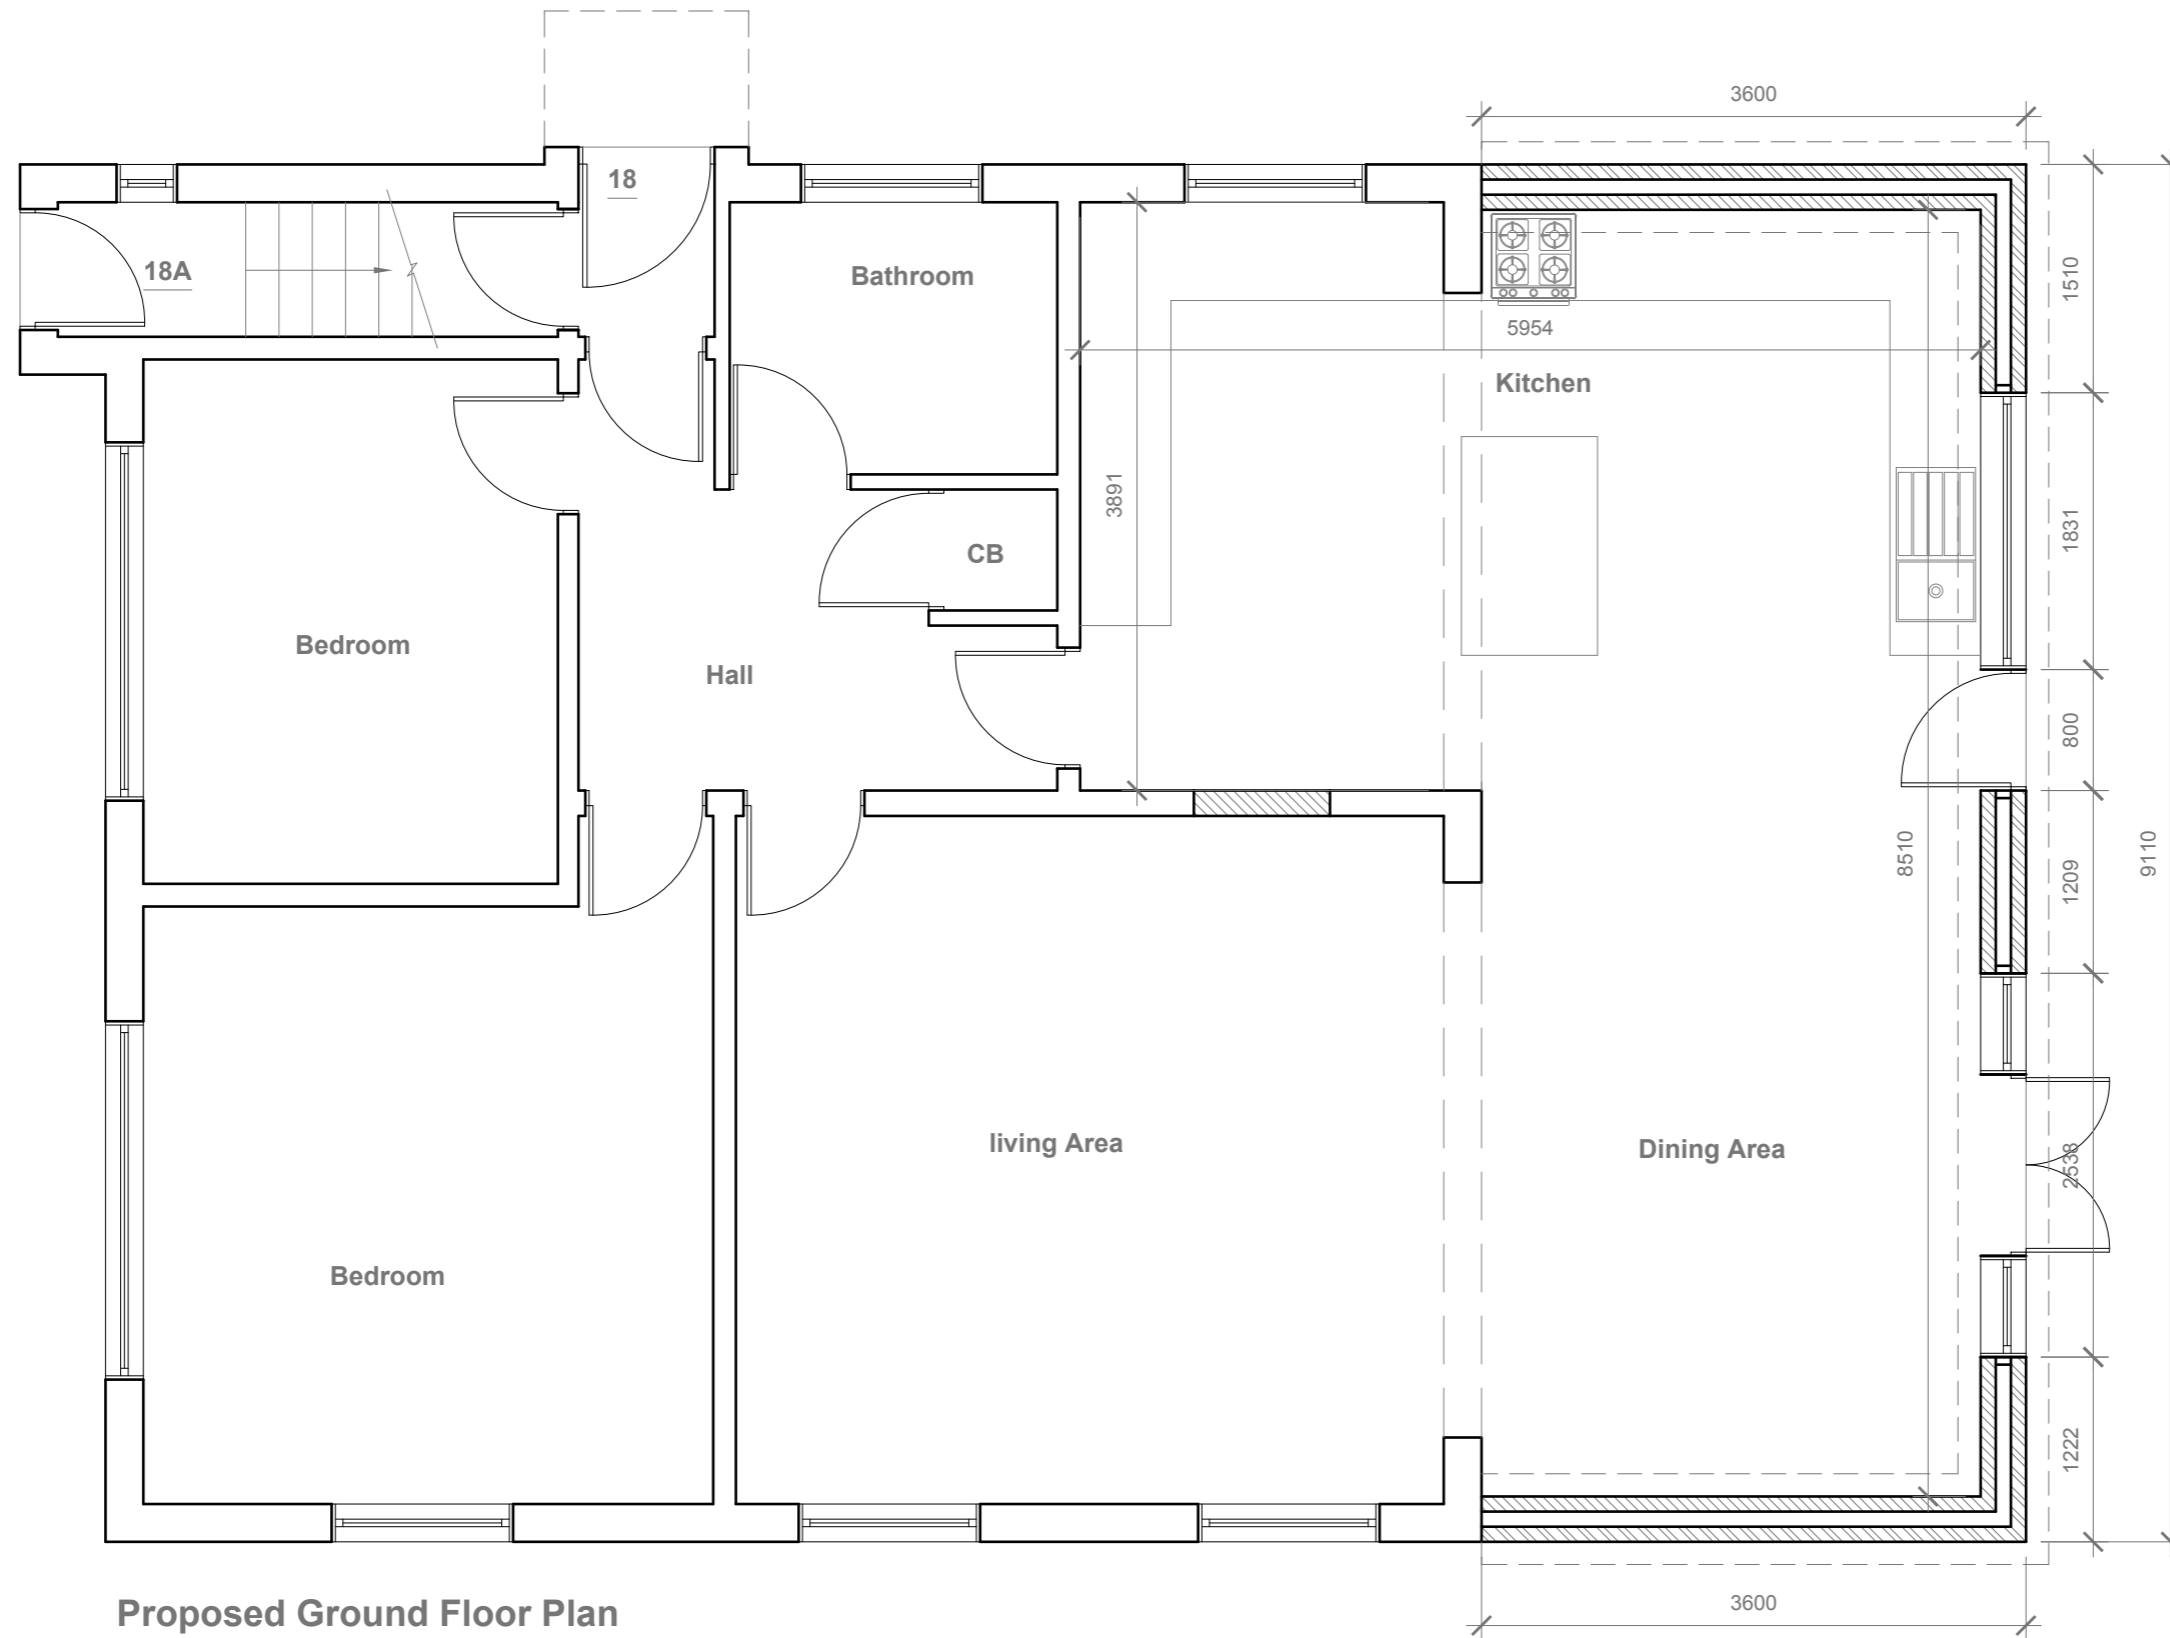 3600
18
18A
Bathroom
1510
5954
Kitchen
3891
1831
CB
Bedroom
Hall
800
8510
1209
9110
living Area
Dining Area
2538
Bedroom
1222
Proposed Ground Floor Plan
3600